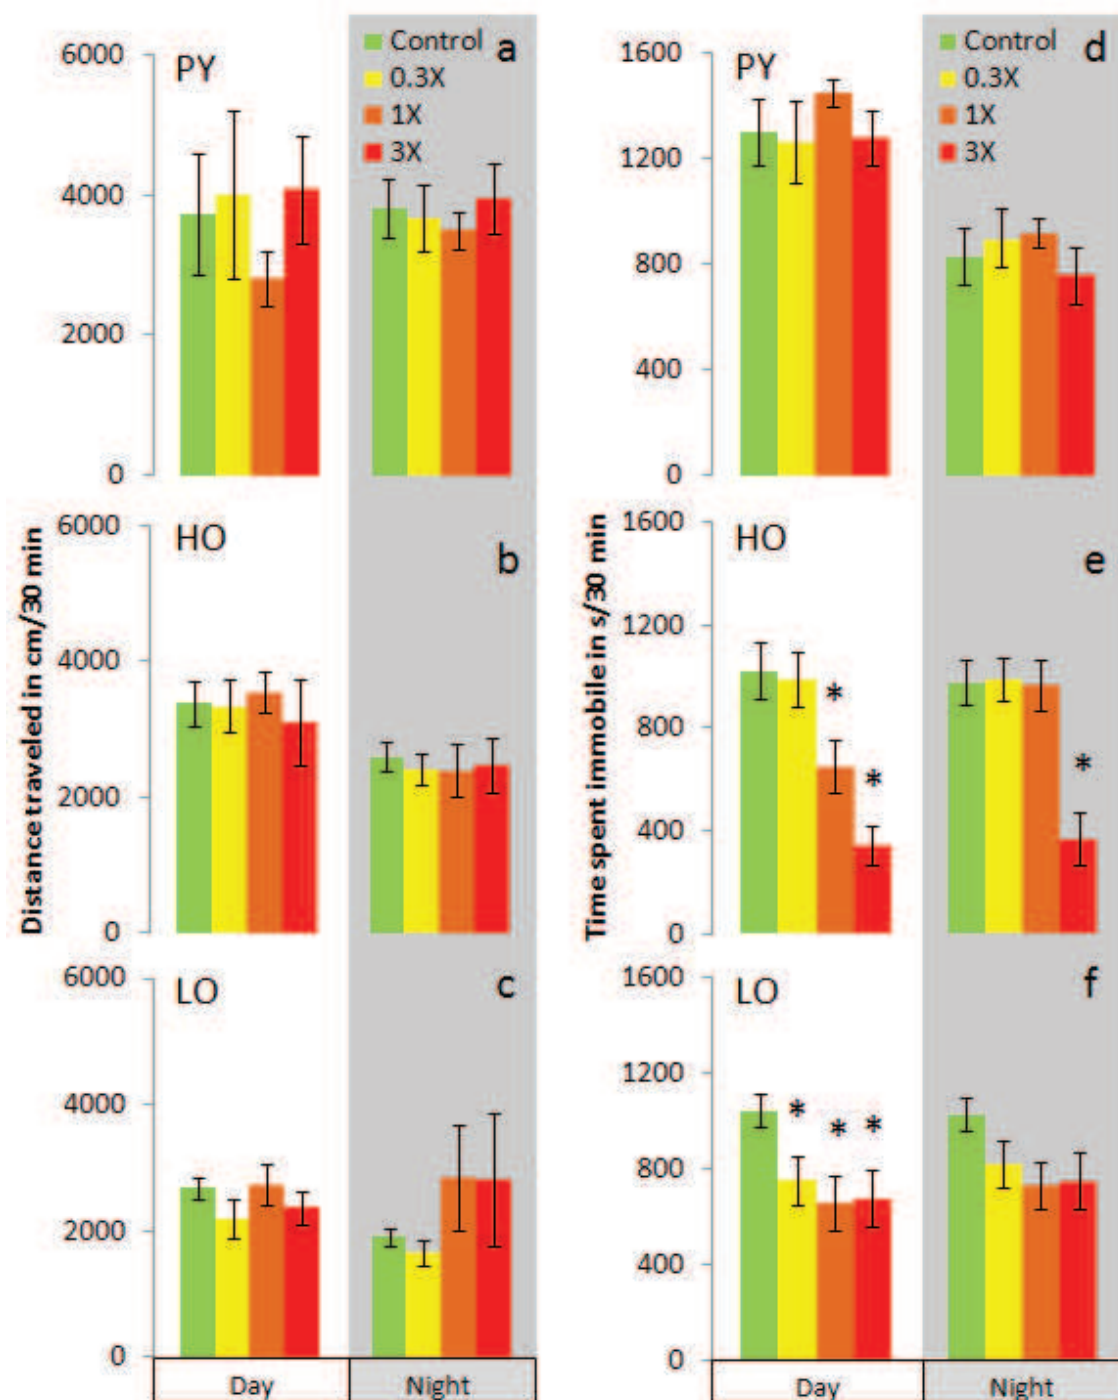 6000
4000
2000
0
PY
Control
0.3X
1X
3X
a
1600
1200
800
400
0
PY
Control
0.3X
1X
3X
d
Distance traveled in cm/30 min
6000
4000
2000
0
HO
b
Time spent immobile in s/30 min
1600
1200
800
400
0
HO
*
*
*
e
6000
4000
2000
0
LO
c
1600
1200
800
400
0
LO
*
*
*
f
Day
Night
Day
Night